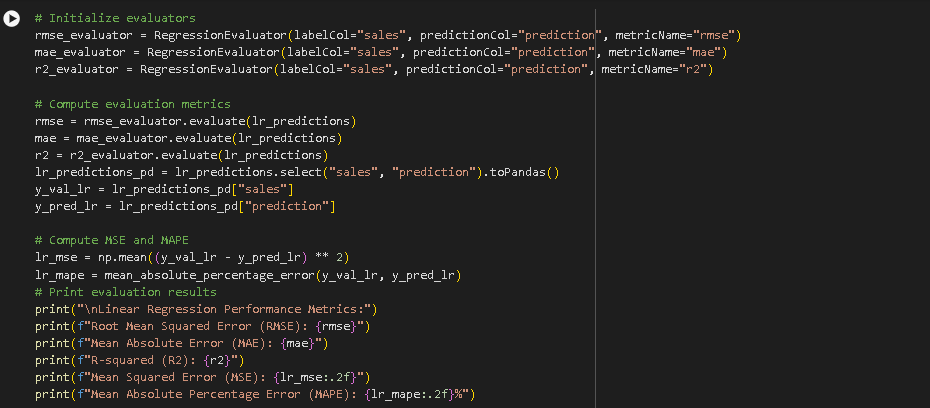 # Initialize evaluators
rmse_evaluator = RegressionEvaluator(labelCol="sales", predictionCol="prediction", metricName="rmse")
mae_evaluator = RegressionEvaluator(labelCol="sales", predictionCol="prediction", metricName="mae")
r2_evaluator = RegressionEvaluator(labelCol="sales", predictionCol="prediction", metricName="r2")

# Compute evaluation metrics
rmse = rmse_evaluator.evaluate(lr_predictions)
mae = mae_evaluator.evaluate(lr_predictions)
r2 = r2_evaluator.evaluate(lr_predictions)
lr_predictions_pd = lr_predictions.select("sales", "prediction").toPandas()
y_val_lr = lr_predictions_pd["sales"]
y_pred_lr = lr_predictions_pd["prediction"]

# Compute MSE and MAPE
lr_mse = np.mean((y_val_lr - y_pred_lr) ** 2)
lr_mape = mean_absolute_percentage_error(y_val_lr, y_pred_lr)
# Print evaluation results
print("\nLinear Regression Performance Metrics:")
print(f"Root Mean Squared Error (RMSE): {rmse}")
print(f"Mean Absolute Error (MAE): {mae}")
print(f"R-squared (R2): {r2}")
print(f"Mean Squared Error (MSE): {lr_mse:.2f}")
print(f"Mean Absolute Percentage Error (MAPE): {lr_mape:.2f}%")